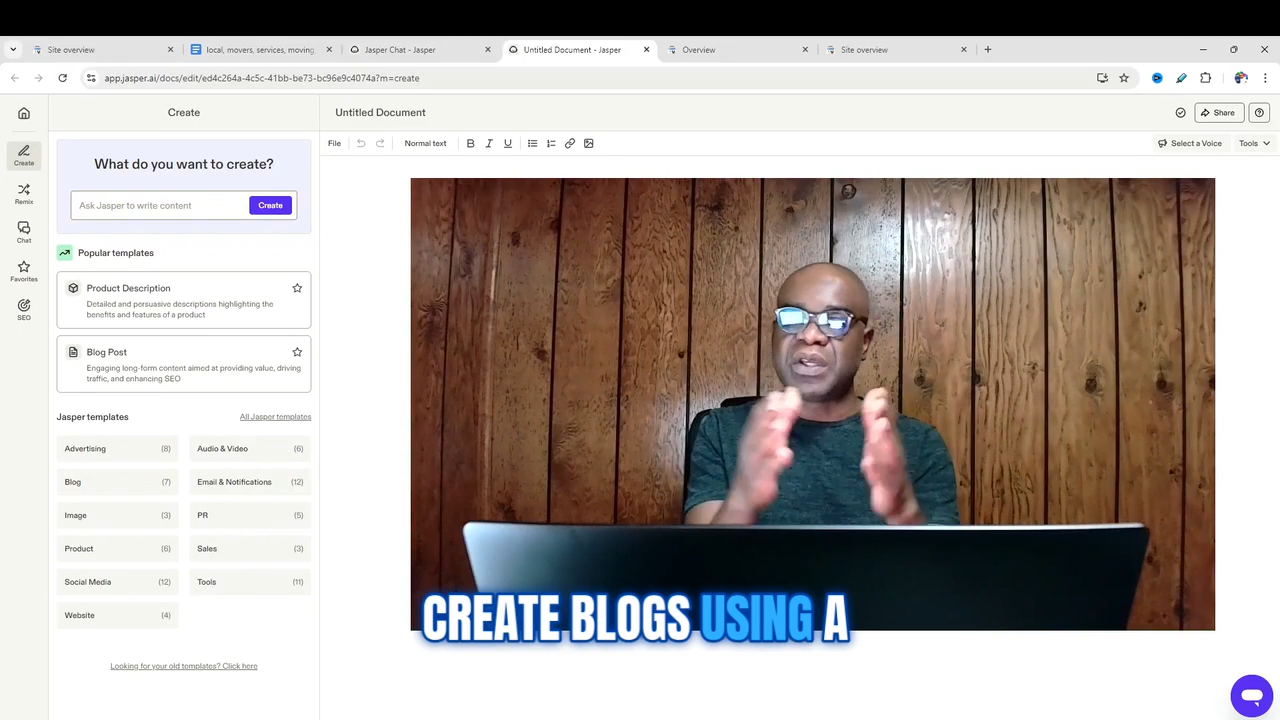 Site overview
local, movers, services, moving
Jasper Chat - Jasper
Untitled Document - Jasper
Overview
Site overview
app.jasper.ai/docs/edit/ed4c264a-4c5c-41bb-be73-bc96e9c4074a?m=create
Create
Untitled Document
Share
File
Normal text
B
I
U
Select a Voice
Tools
Create
Remix
Chat
Favorites
SEO
What do you want to create?
Ask Jasper to write content
Create
Popular templates
Product Description
Detailed and persuasive descriptions highlighting the
benefits and features of a product
Blog Post
Engaging long-form content aimed at providing value, driving
traffic, and enhancing SEO
Jasper templates
All Jasper templates
Advertising (8)
Audio & Video (6)
Blog (7)
Email & Notifications (12)
Image (3)
PR (5)
Product (6)
Sales (3)
Social Media (12)
Tools (11)
Website (4)
Looking for your old templates? Click here
CREATE BLOGS USING A